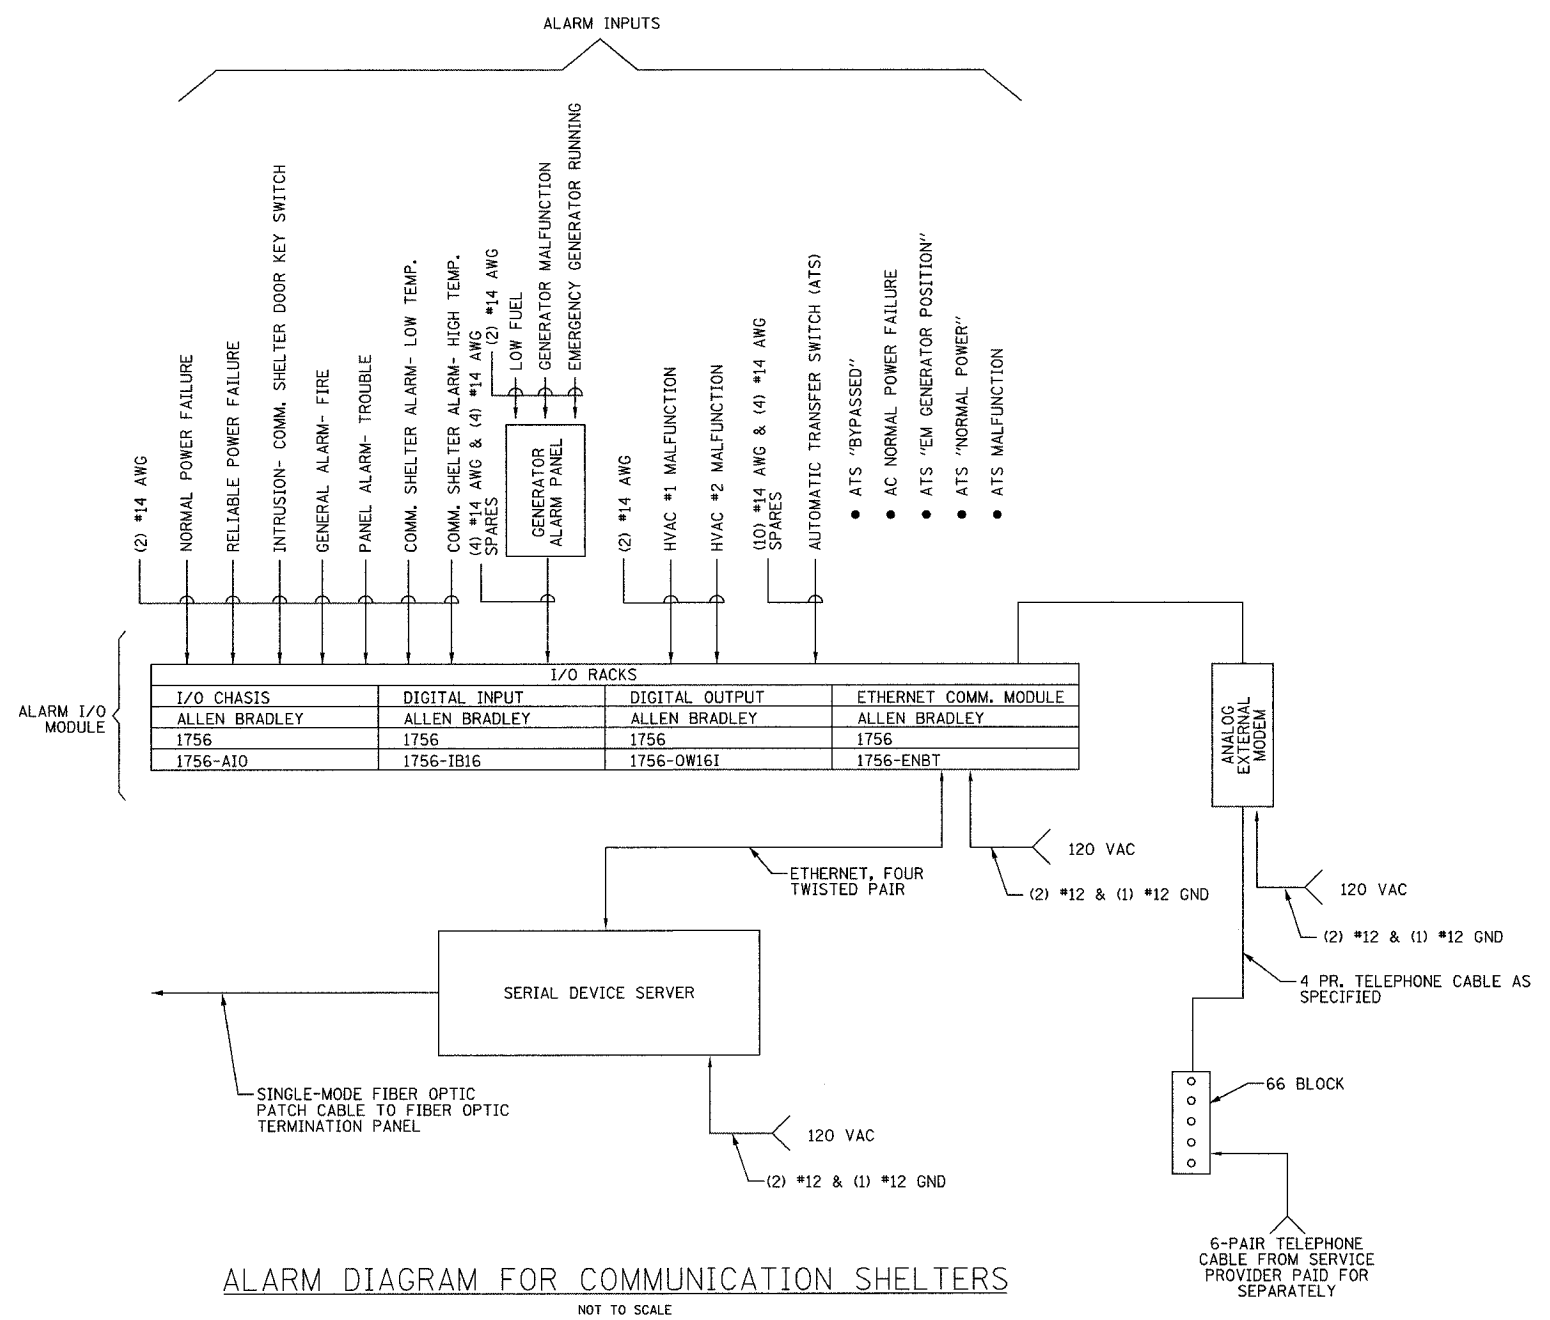 ALARM INPUTS
(2) #14 AWG
NORMAL POWER FAILURE
RELIABLE POWER FAILURE
INTRUSION- COMM. SHELTER DOOR KEY SWITCH
GENERAL ALARM- FIRE
PANEL ALARM- TROUBLE
COMM. SHELTER ALARM- LOW TEMP.
COMM. SHELTER ALARM- HIGH TEMP.
(4) #14 AWG & (4) #14 AWG
SPARES
(2) #14 AWG
LOW FUEL
GENERATOR MALFUNCTION
EMERGENCY GENERATOR RUNNING
GENERATOR
ALARM PANEL
(2) #14 AWG
HVAC #1 MALFUNCTION
HVAC #2 MALFUNCTION
(10) #14 AWG & (4) #14 AWG
SPARES
AUTOMATIC TRANSFER SWITCH (ATS)
● ATS "BYPASSED"
● AC NORMAL POWER FAILURE
● ATS "EM GENERATOR POSITION"
● ATS "NORMAL POWER"
● ATS MALFUNCTION
ALARM I/O
MODULE
I/O RACKS
I/O CHASIS
DIGITAL INPUT
DIGITAL OUTPUT
ETHERNET COMM. MODULE
ALLEN BRADLEY
ALLEN BRADLEY
ALLEN BRADLEY
ALLEN BRADLEY
1756
1756
1756
1756
1756-AIO
1756-IB16
1756-OW16I
1756-ENBT
ANALOG
EXTERNAL
MODEM
120 VAC
ETHERNET, FOUR
TWISTED PAIR
(2) #12 & (1) #12 GND
120 VAC
(2) #12 & (1) #12 GND
4 PR. TELEPHONE CABLE AS
SPECIFIED
SERIAL DEVICE SERVER
SINGLE-MODE FIBER OPTIC
PATCH CABLE TO FIBER OPTIC
TERMINATION PANEL
66 BLOCK
120 VAC
(2) #12 & (1) #12 GND
6-PAIR TELEPHONE
CABLE FROM SERVICE
PROVIDER PAID FOR
SEPARATELY
ALARM DIAGRAM FOR COMMUNICATION SHELTERS
NOT TO SCALE